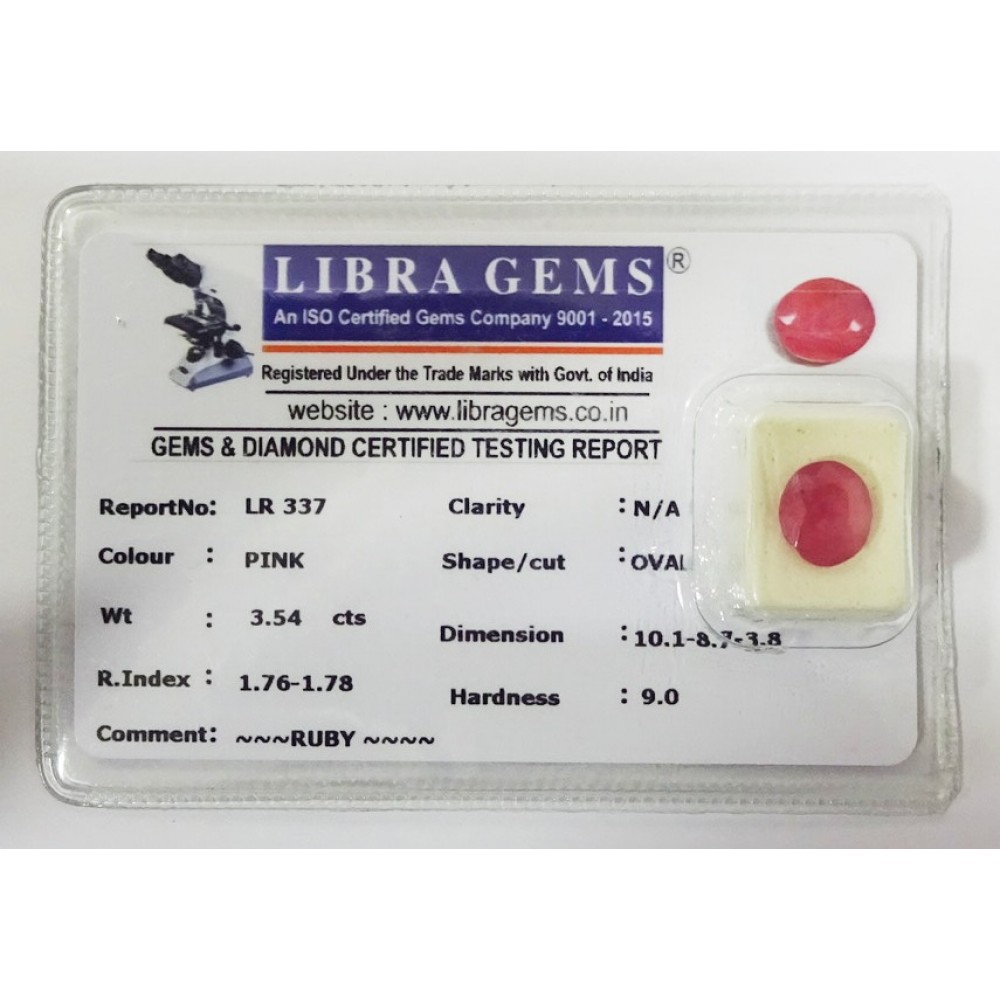 LIBRA GEMS ®
An ISO Certified Gems Company 9001 - 2015
Registered Under the Trade Marks with Govt. of India
website : www.libragems.co.in
GEMS & DIAMOND CERTIFIED TESTING REPORT
ReportNo: LR 337 Clarity : N/A
Colour : PINK Shape/cut : OVAL
Wt : 3.54 cts Dimension : 10.1-8.7-3.8
R.Index : 1.76-1.78 Hardness : 9.0
Comment: ~~~RUBY ~~~~